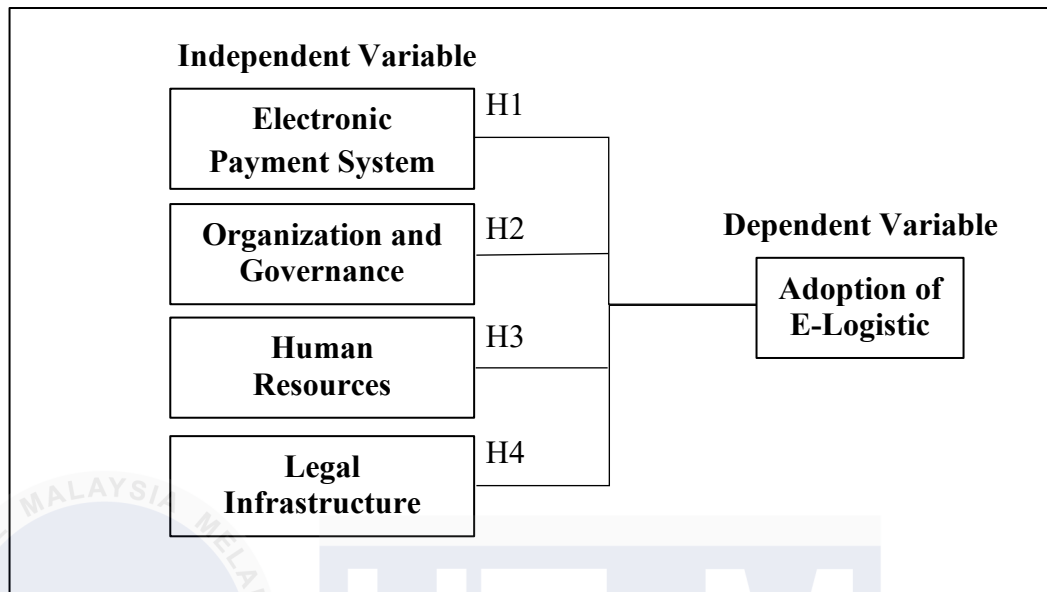 Independent Variable
Electronic
Payment System
H1
Organization and
Governance
H2
Human
Resources
H3
Legal
Infrastructure
H4
Dependent Variable
Adoption of
E-Logistic
MALAYSIA